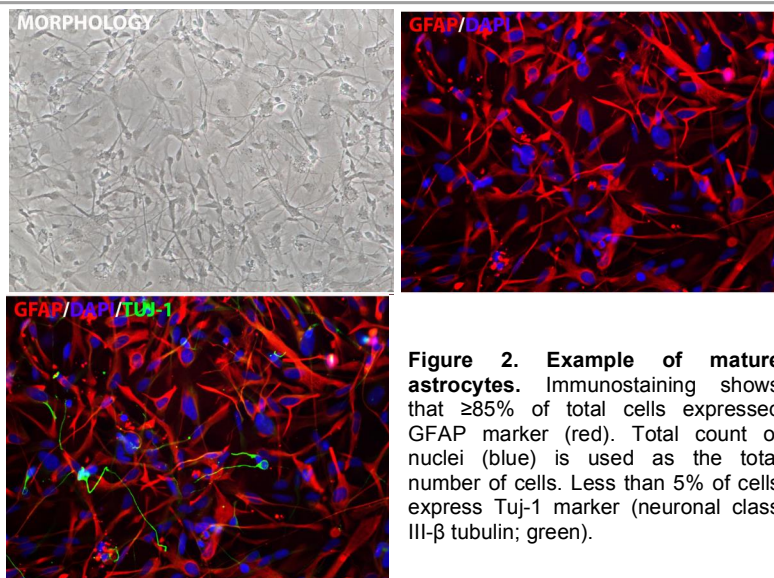 MORPHOLOGY
GFAP/DAPI
GFAP/DAPI/TUJ-1
Figure 2. Example of mature
astrocytes. Immunostaining shows
that ≥85% of total cells expressed
GFAP marker (red). Total count o
nuclei (blue) is used as the total
number of cells. Less than 5% of cells
express Tuj-1 marker (neuronal class
III-β tubulin; green).